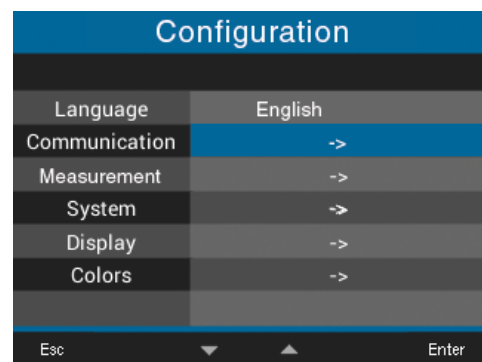 Configuration
Language English
Communication ->
Measurement ->
System ->
Display ->
Colors ->
Esc Enter